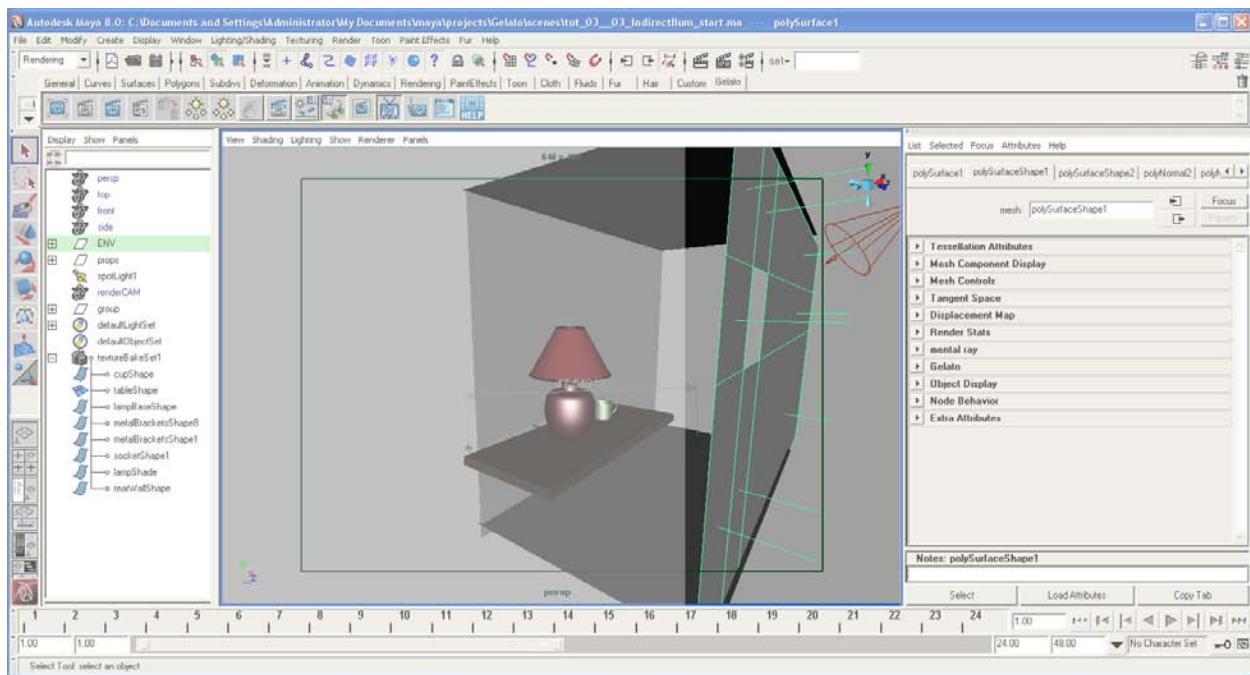 Autodesk Maya 8.0: C:\Documents and Settings\Administrator\My Documents\maya\projects\Gelato\scenes\tut_03__03_IndirectIllum_start.ma --- polySurface1
File Edit Modify Create Display Window Lighting/Shading Texturing Render Toon Paint Effects Fur Help
Rendering
sel-
General Curves Surfaces Polygons Subdivs Deformation Animation Dynamics Rendering PaintEffects Toon Cloth Fluids Fur Hair Custom Gelato
HELP
Display Show Panels
persp
top
front
side
ENV
props
spotLight1
renderCAM
group
defaultLightSet
defaultObjectSet
textureBakeSet1
cupShape
tableShape
lampBaseShape
metalBracketsShape8
metalBracketsShape1
socketShape1
lampShade
rearWallShape
View Shading Lighting Show Renderer Panels
y
z
persp
List Selected Focus Attributes Help
polySurface1 polySurfaceShape1 polySurfaceShape2 polyNormal2
mesh: polySurfaceShape1
Focus
Presets
Tessellation Attributes
Mesh Component Display
Mesh Controls
Tangent Space
Displacement Map
Render Stats
mental ray
Gelato
Object Display
Node Behavior
Extra Attributes
Notes: polySurfaceShape1
Select Load Attributes Copy Tab
1 2 3 4 5 6 7 8 9 10 11 12 13 14 15 16 17 18 19 20 21 22 23 24
1.00
1.00 1.00 24.00 48.00 No Character Set
Select Tool: select an object